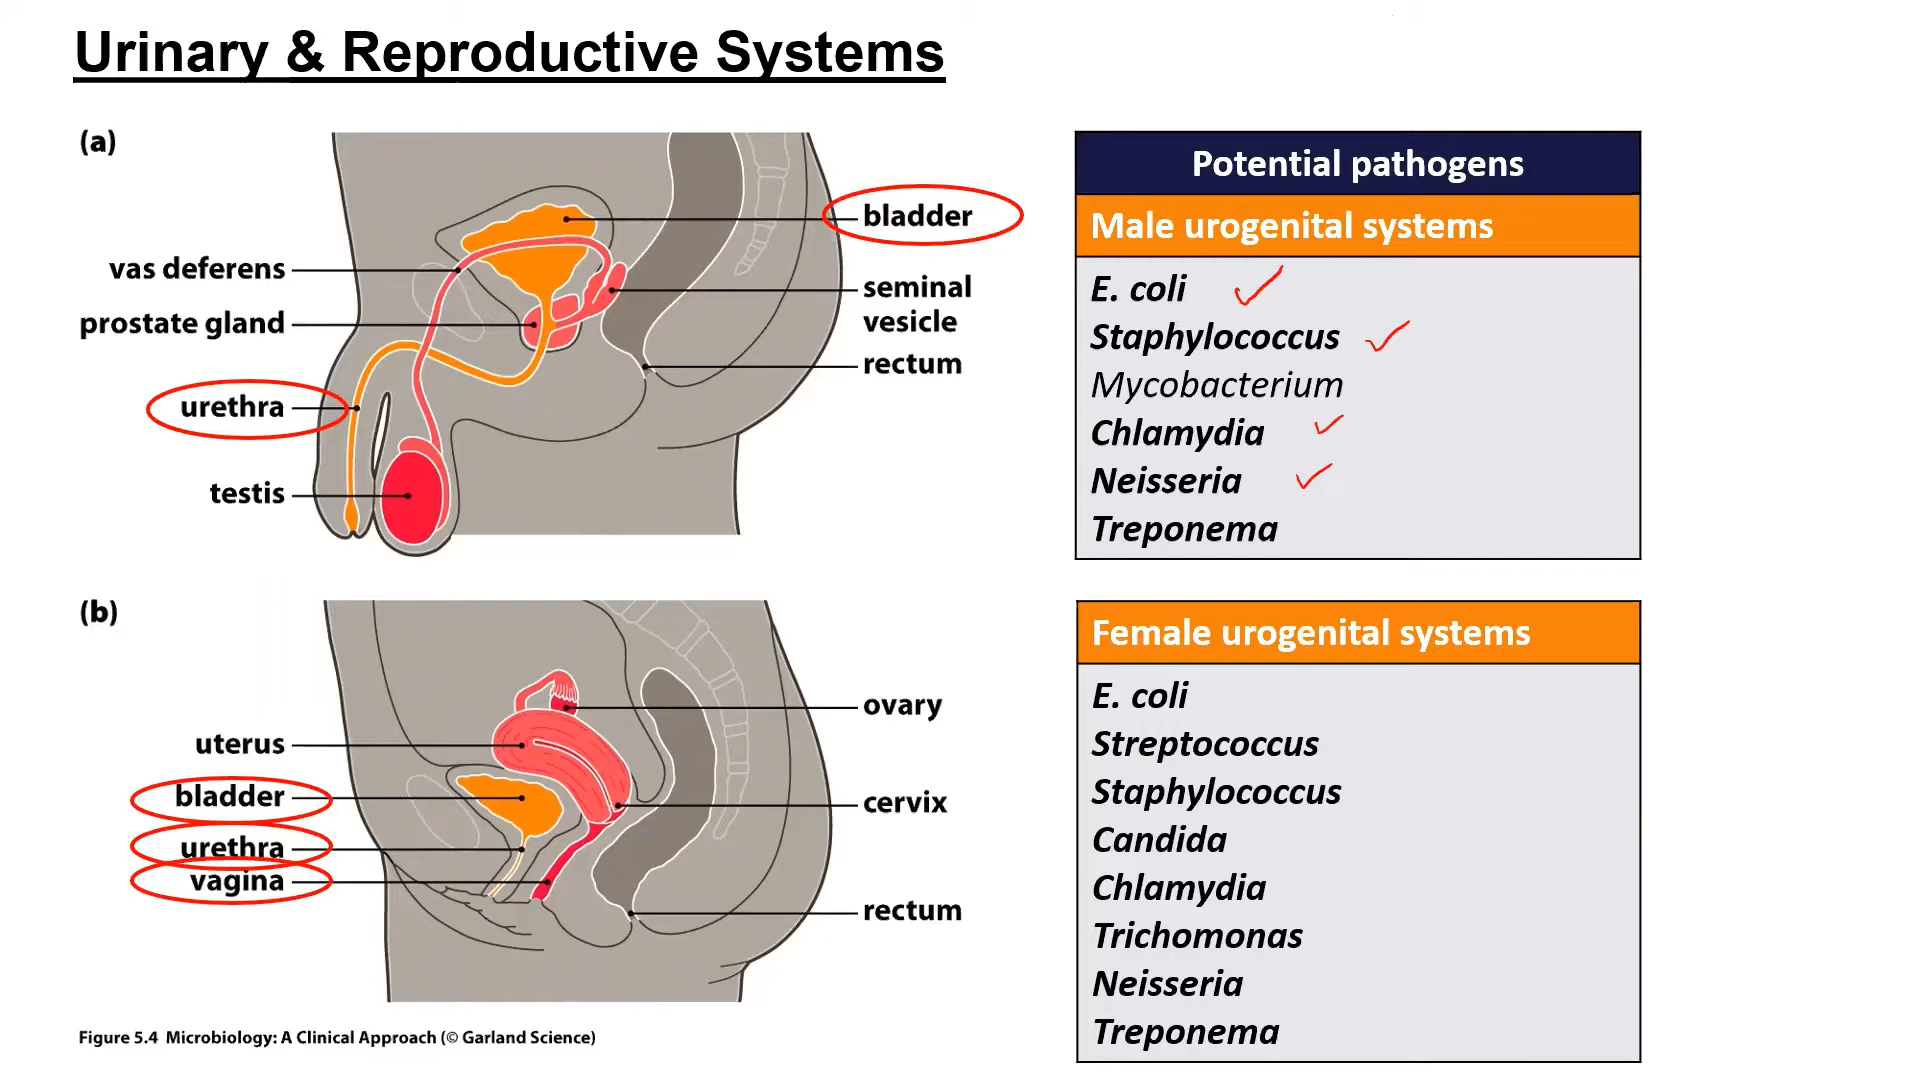 Urinary & Reproductive Systems
(a)
bladder
vas deferens
seminal
vesicle
prostate gland
rectum
urethra
testis
Potential pathogens
Male urogenital systems
E. coli
Staphylococcus
Mycobacterium
Chlamydia
Neisseria
Treponema
(b)
ovary
uterus
bladder
cervix
urethra
vagina
rectum
Female urogenital systems
E. coli
Streptococcus
Staphylococcus
Candida
Chlamydia
Trichomonas
Neisseria
Treponema
Figure 5.4 Microbiology: A Clinical Approach (© Garland Science)